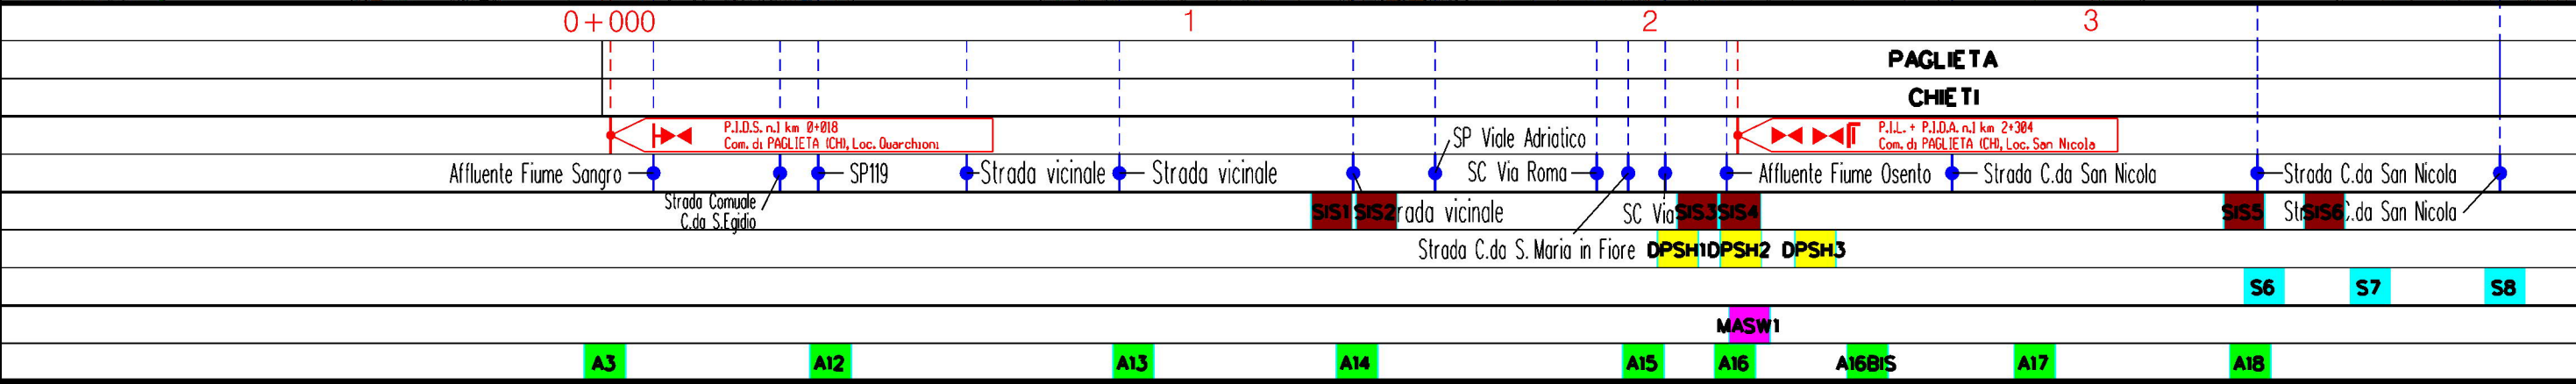 0+000 1 2 3
PAGLIETA
CHIETI
P.I.D.S. n.1 km 0+018
Com. di PAGLIETA (CH), Loc. Quarchioni
P.I.L. + P.I.D.A. n.1 km 2+304
Com. di PAGLIETA (CH), Loc. San Nicola
SP Viale Adriatico
Affluente Fiume Sangro
SP119
Strada vicinale
Strada vicinale
SC Via Roma
Affluente Fiume Osento
Strada C.da San Nicola
Strada C.da San Nicola
Strada Comuale
C.da S.Egidio
SIS1 SIS2 rada vicinale
SC Via SIS3 SIS4
SIS5 Str SIS6 C.da San Nicola
Strada C.da S. Maria in Fiore
DPSH1 DPSH2 DPSH3
S6 S7 S8
MASW1
A3 A12 A13 A14 A15 A16 A16BIS A17 A18